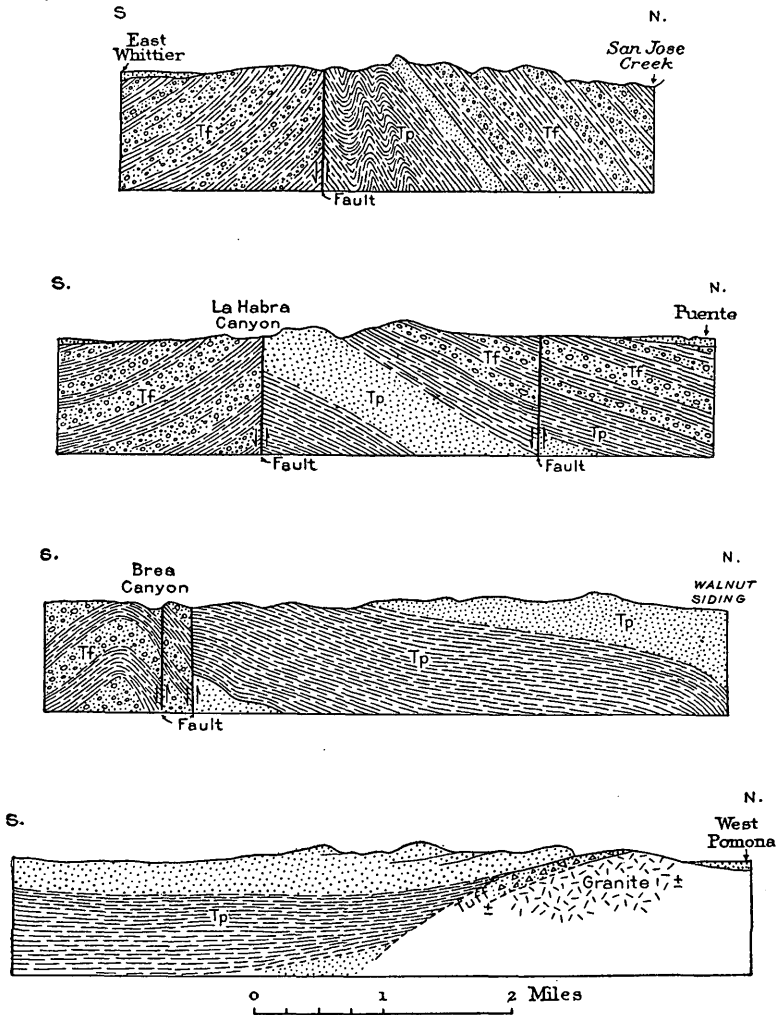 S
N.
East
Whittier
San Jose
Creek
Tf
Tp
Tf
Fault
S.
N.
La Habra
Canyon
Puente
Tf
Tp
Tf
Tf
Tp
Fault
Fault
S.
N.
Brea
Canyon
WALNUT
SIDING
Tf
Tp
Tp
Fault
S.
N.
West
Pomona
Tp
Tuff
±
Granite ±
0 1 2 Miles